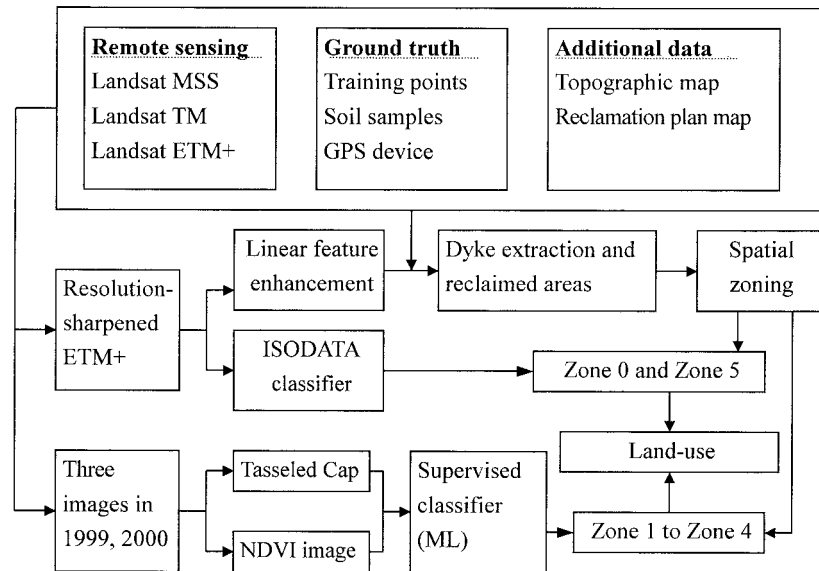 Remote sensing
Landsat MSS
Landsat TM
Landsat ETM+
Ground truth
Training points
Soil samples
GPS device
Additional data
Topographic map
Reclamation plan map
Resolution-
sharpened
ETM+
Linear feature
enhancement
Dyke extraction and
reclaimed areas
Spatial
zoning
ISODATA
classifier
Zone 0 and Zone 5
Land-use
Three
images in
1999, 2000
Tasseled Cap
NDVI image
Supervised
classifier
(ML)
Zone 1 to Zone 4